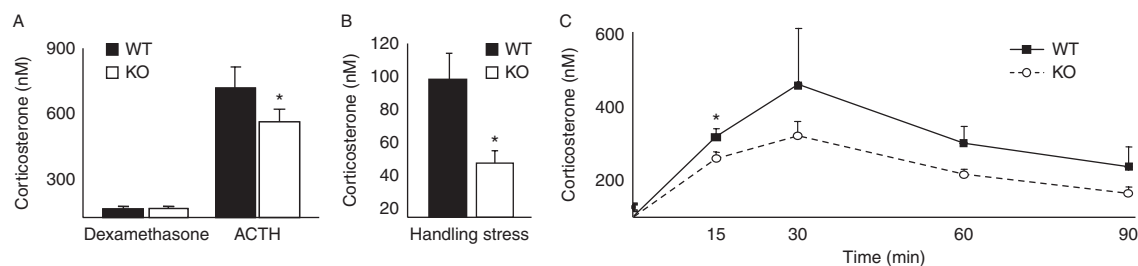 A
Corticosterone (nM)
900
600
300
WT
KO
*
Dexamethasone
ACTH
B
Corticosterone (nM)
120
100
80
60
40
20
WT
KO
*
Handling stress
C
Corticosterone (nM)
600
400
200
WT
KO
*
15
30
60
90
Time (min)